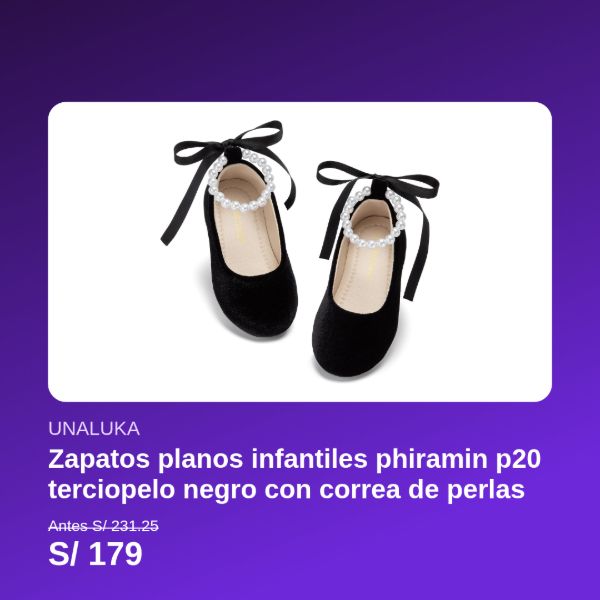 UNALUKA
Zapatos planos infantiles phiramin p20
terciopelo negro con correa de perlas
Antes S/ 231.25
S/ 179